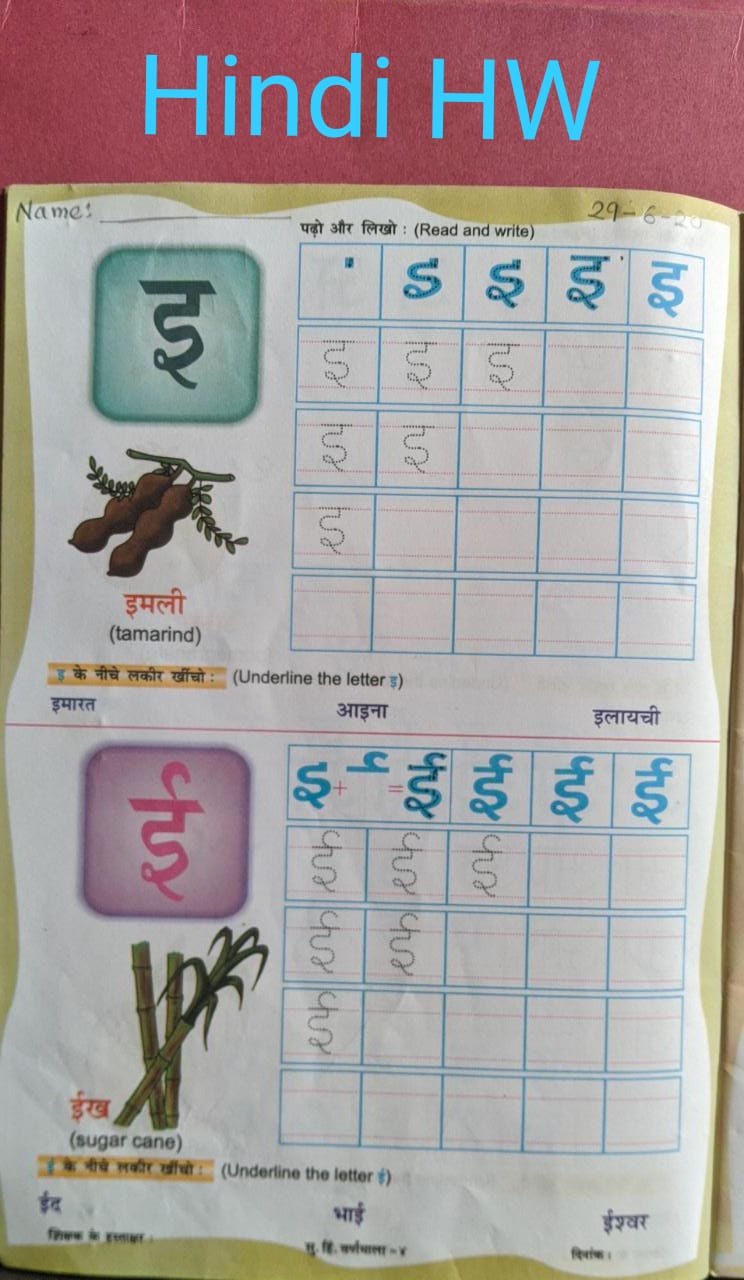 Hindi HW
Name: 29-6-20
पढ़ो और लिखो : (Read and write)
इ
इ इ इ इ
इ इ इ
इ इ
इ
इमली
(tamarind)
इ के नीचे लकीर खींचो : (Underline the letter इ)
इमारत आइना इलायची
ई
इ + = ई ई ई ई
ई ई ई
ई ई
ई
ईख
(sugar cane)
ई के नीचे लकीर खींचो : (Underline the letter ई)
ईद भाई ईश्वर
शिक्षक के हस्ताक्षर : सु. हिं. वर्णमाला - ४ दिनांक :